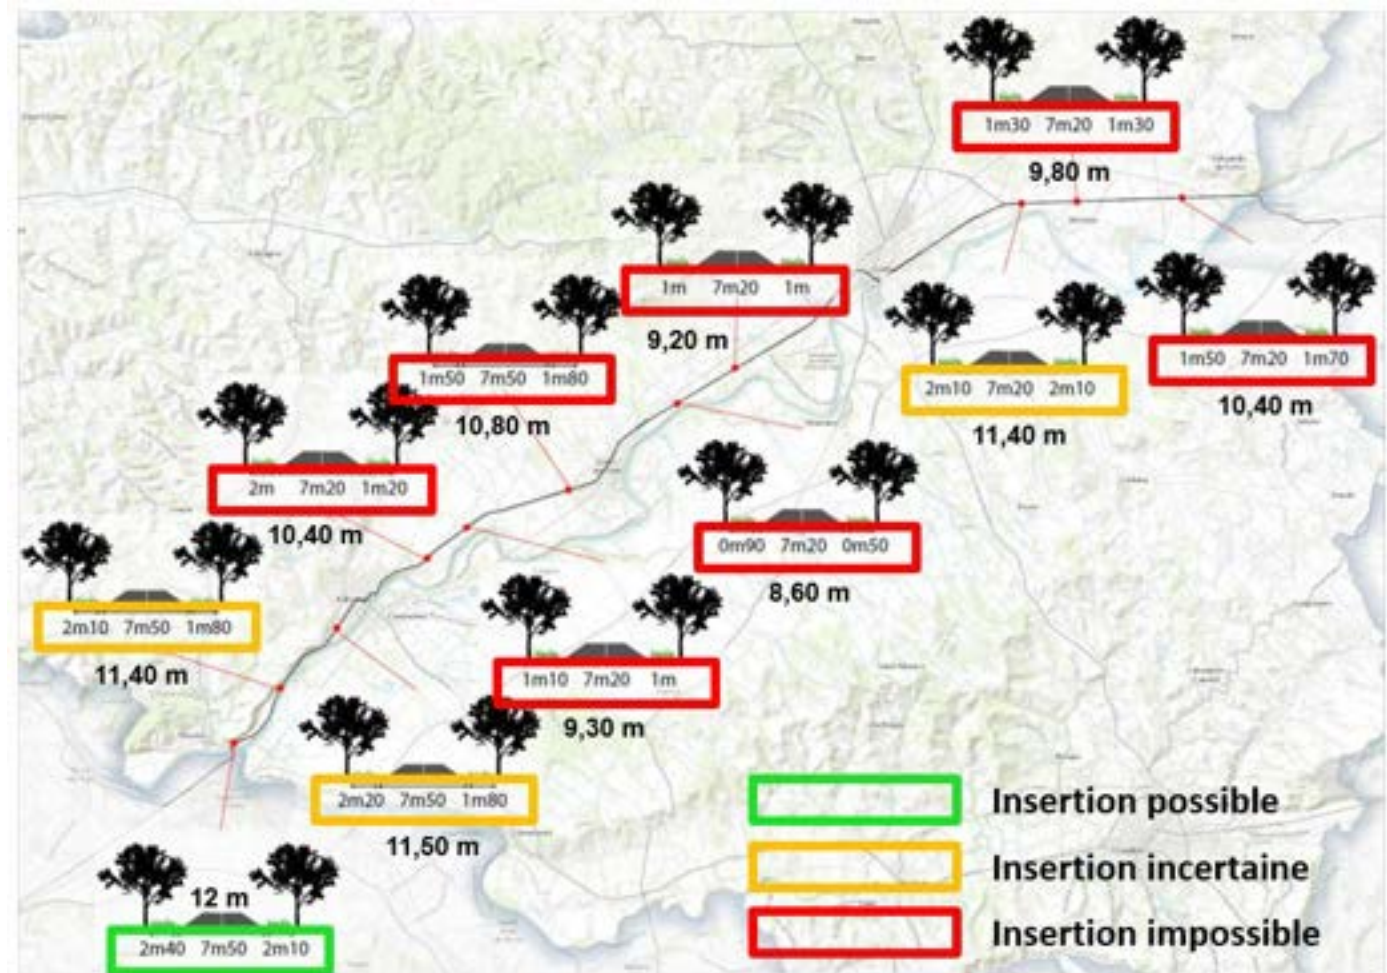 1m30 7m20 1m30
9,80 m
1m 7m20 1m
9,20 m
1m50 7m50 1m80
10,80 m
2m10 7m20 2m10
11,40 m
1m50 7m20 1m70
10,40 m
2m 7m20 1m20
10,40 m
0m90 7m20 0m50
8,60 m
2m10 7m50 1m80
11,40 m
1m10 7m20 1m
9,30 m
2m20 7m50 1m80
11,50 m
12 m
2m40 7m50 2m10
Insertion possible
Insertion incertaine
Insertion impossible